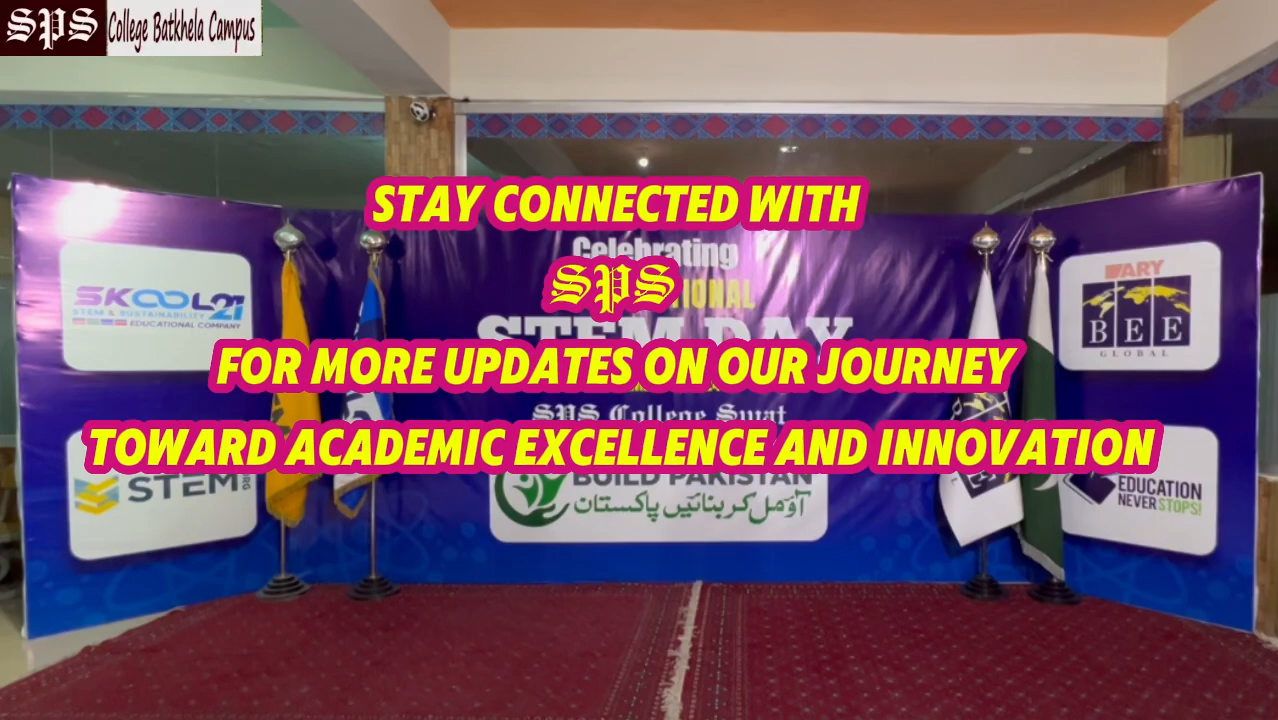 SPS College Batkhela Campus
STAY CONNECTED WITH
Celebrating
SPS
STEM DAY
FOR MORE UPDATES ON OUR JOURNEY
SPS College Swat
TOWARD ACADEMIC EXCELLENCE AND INNOVATION
SKOOL21
STEM & SUSTAINABILITY
EDUCATIONAL COMPANY
STEM
.ORG
BUILD PAKISTAN
آؤ مل کر بنائیں پاکستان
ARY
BEE
GLOBAL
EDUCATION
NEVER STOPS!